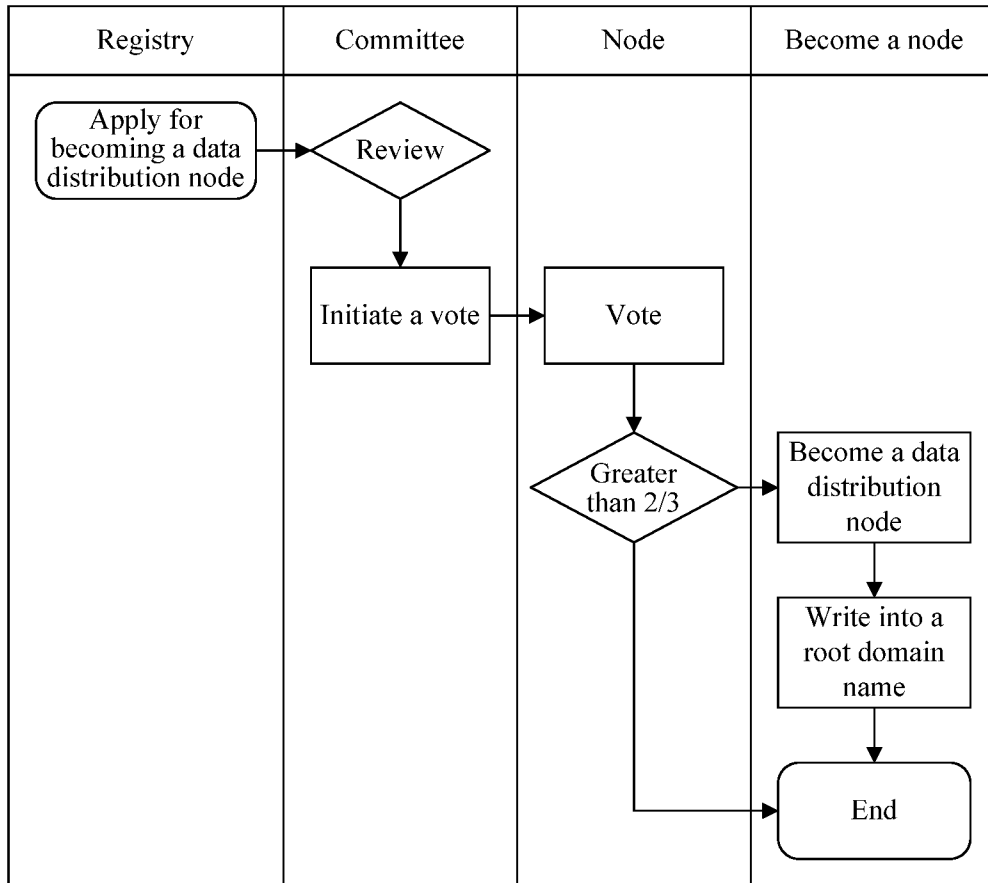 Registry
Committee
Node
Become a node
Apply for
becoming a data
distribution node
Review
Initiate a vote
Vote
Greater
than 2/3
Become a data
distribution
node
Write into a
root domain
name
End